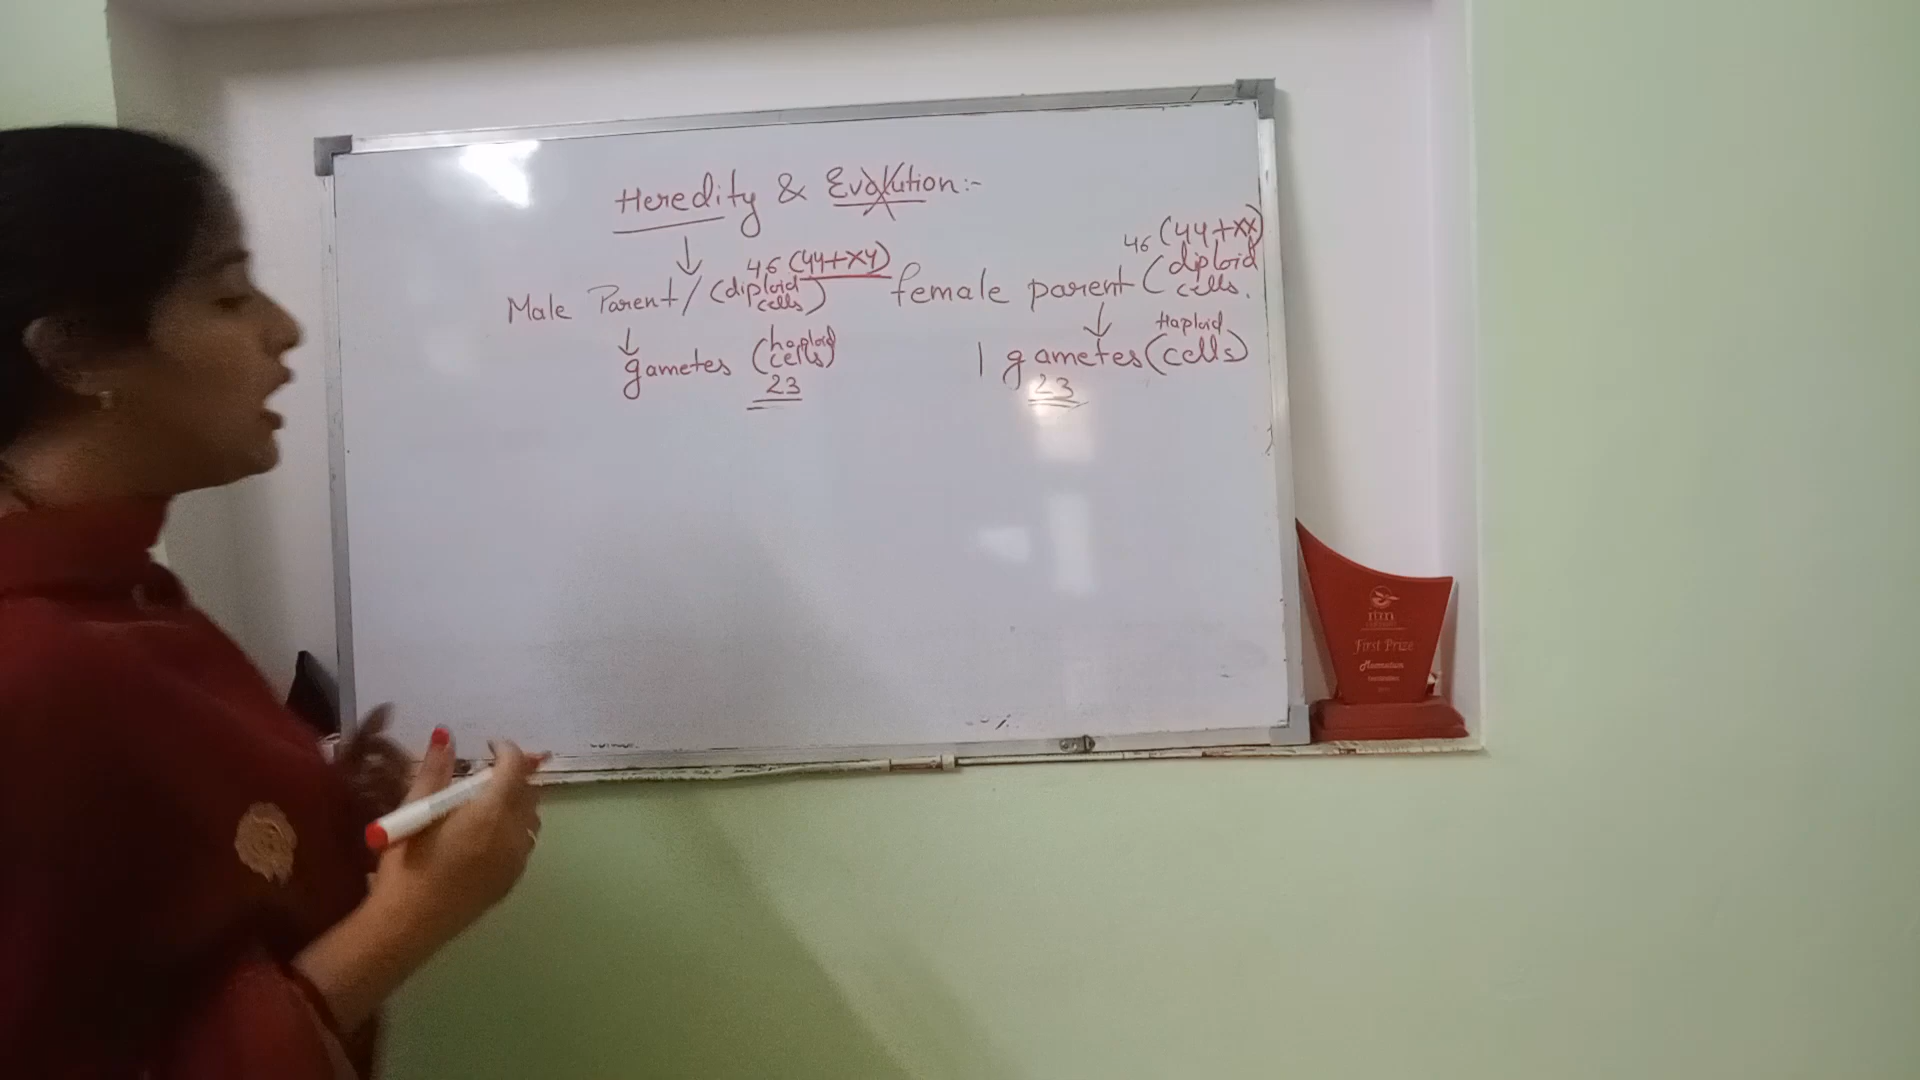 Heredity & Evolution:-
46 (44+XY)
Male Parent/(diploid cells)
gametes (haploid cells)
23
46 (44+XX)
female parent (diploid cells.
Haploid
gametes (cells)
23
First Prize